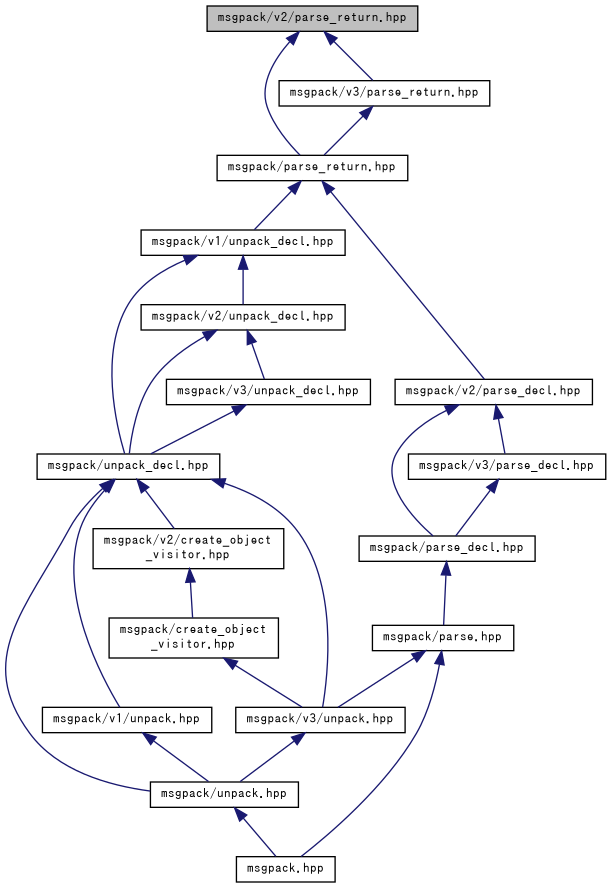 msgpack/v2/parse_return.hpp
msgpack/v3/parse_return.hpp
msgpack/parse_return.hpp
msgpack/v1/unpack_decl.hpp
msgpack/v2/unpack_decl.hpp
msgpack/v3/unpack_decl.hpp
msgpack/v2/parse_decl.hpp
msgpack/unpack_decl.hpp
msgpack/v3/parse_decl.hpp
msgpack/v2/create_object
_visitor.hpp
msgpack/parse_decl.hpp
msgpack/create_object
_visitor.hpp
msgpack/parse.hpp
msgpack/v1/unpack.hpp
msgpack/v3/unpack.hpp
msgpack/unpack.hpp
msgpack.hpp